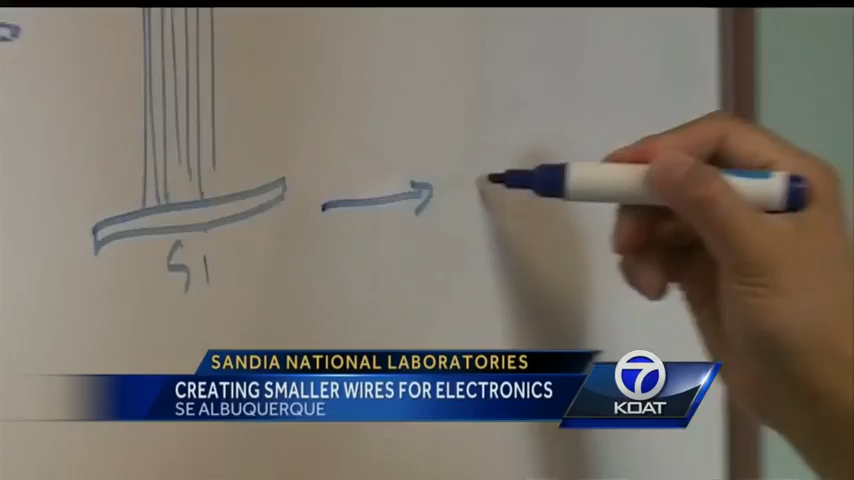 Si
SANDIA NATIONAL LABORATORIES
CREATING SMALLER WIRES FOR ELECTRONICS
SE ALBUQUERQUE
7
KOAT